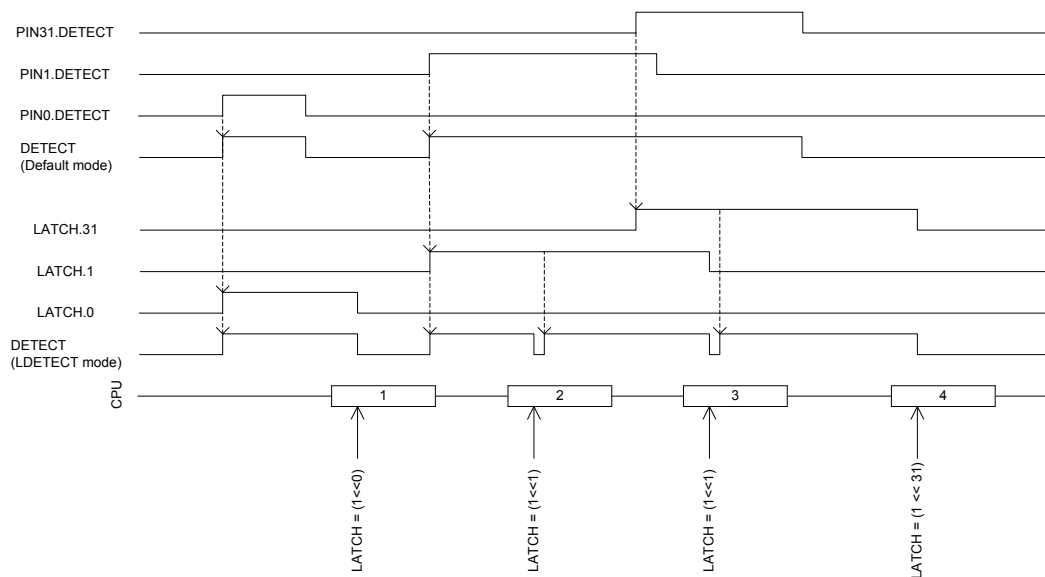 PIN31.DETECT
PIN1.DETECT
PIN0.DETECT
DETECT
(Default mode)
LATCH.31
LATCH.1
LATCH.0
DETECT
(LDETECT mode)
CPU
1
2
3
4
LATCH = (1<<0)
LATCH = (1<<1)
LATCH = (1<<1)
LATCH = (1 << 31)